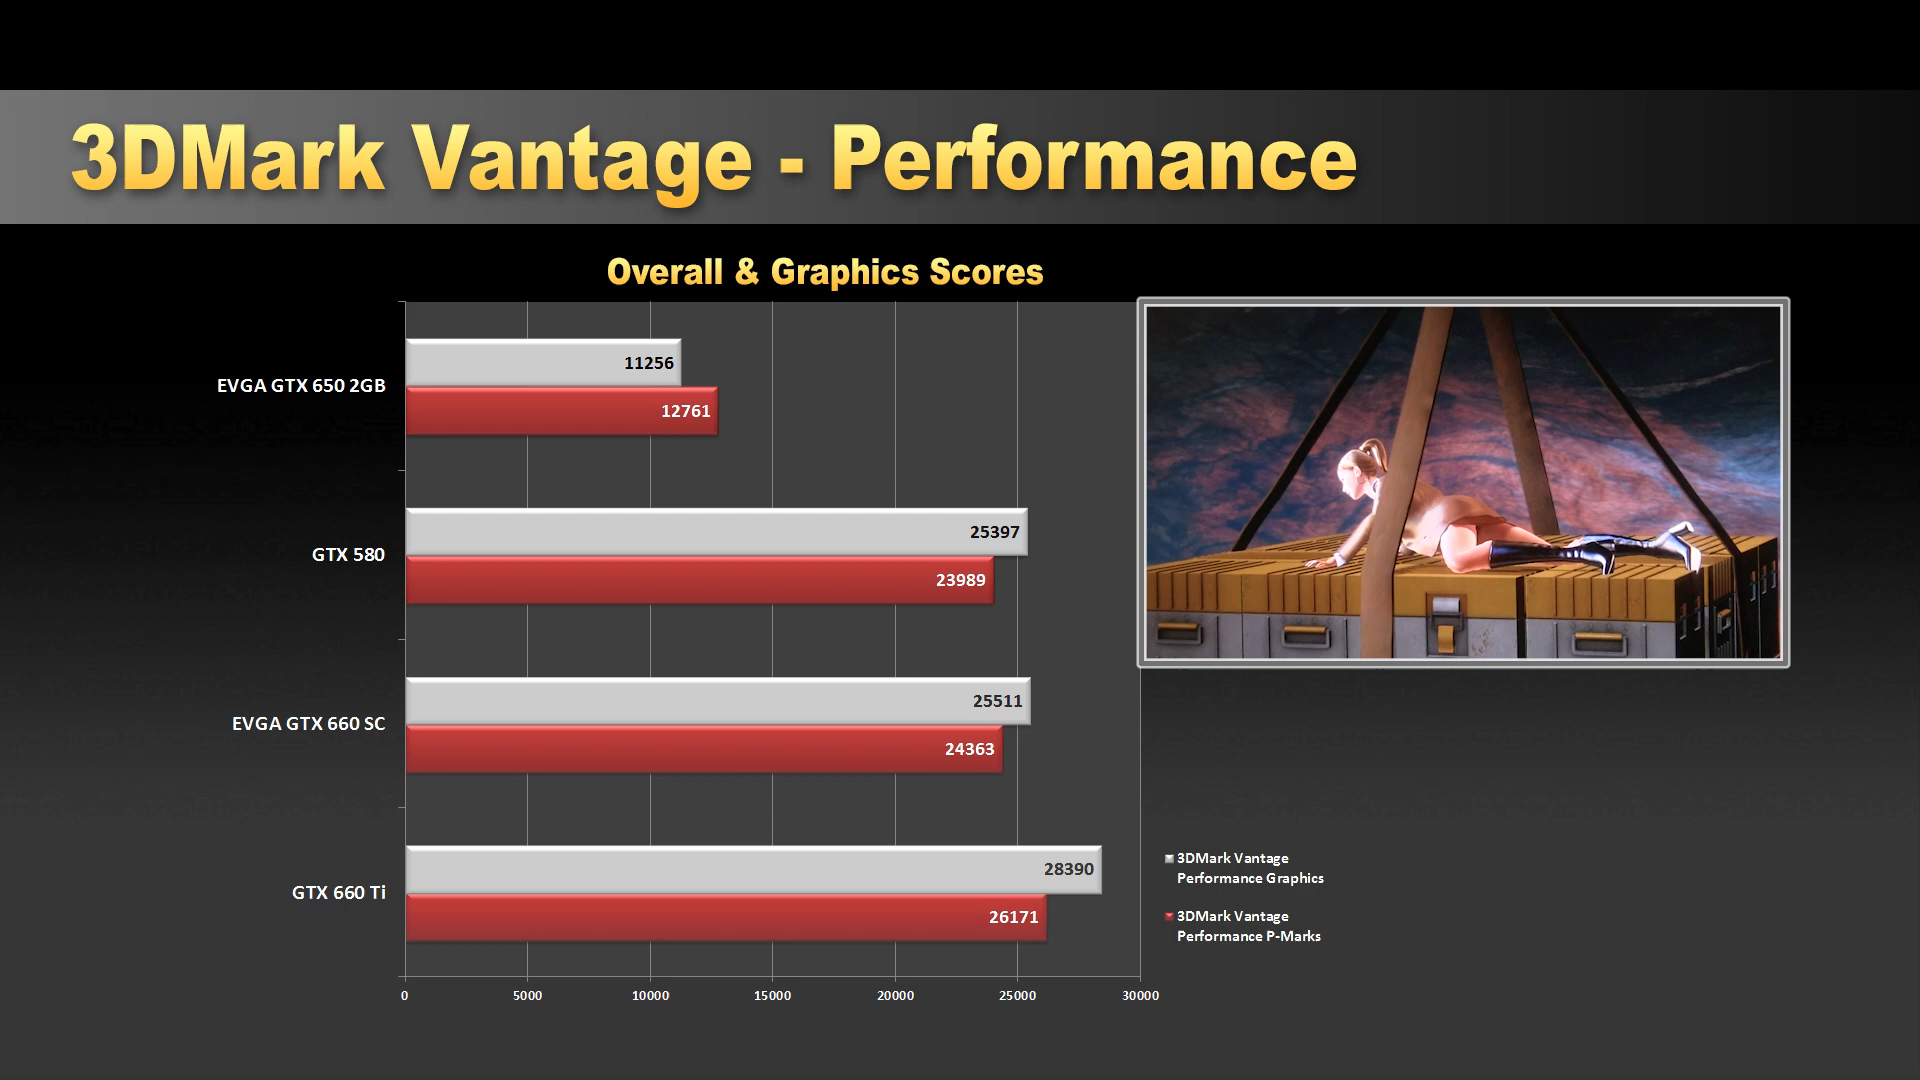 3DMark Vantage - Performance
Overall & Graphics Scores
EVGA GTX 650 2GB
11256
12761
GTX 580
25397
23989
EVGA GTX 660 SC
25511
24363
GTX 660 Ti
28390
26171
0 5000 10000 15000 20000 25000 30000
3DMark Vantage
Performance Graphics
3DMark Vantage
Performance P-Marks